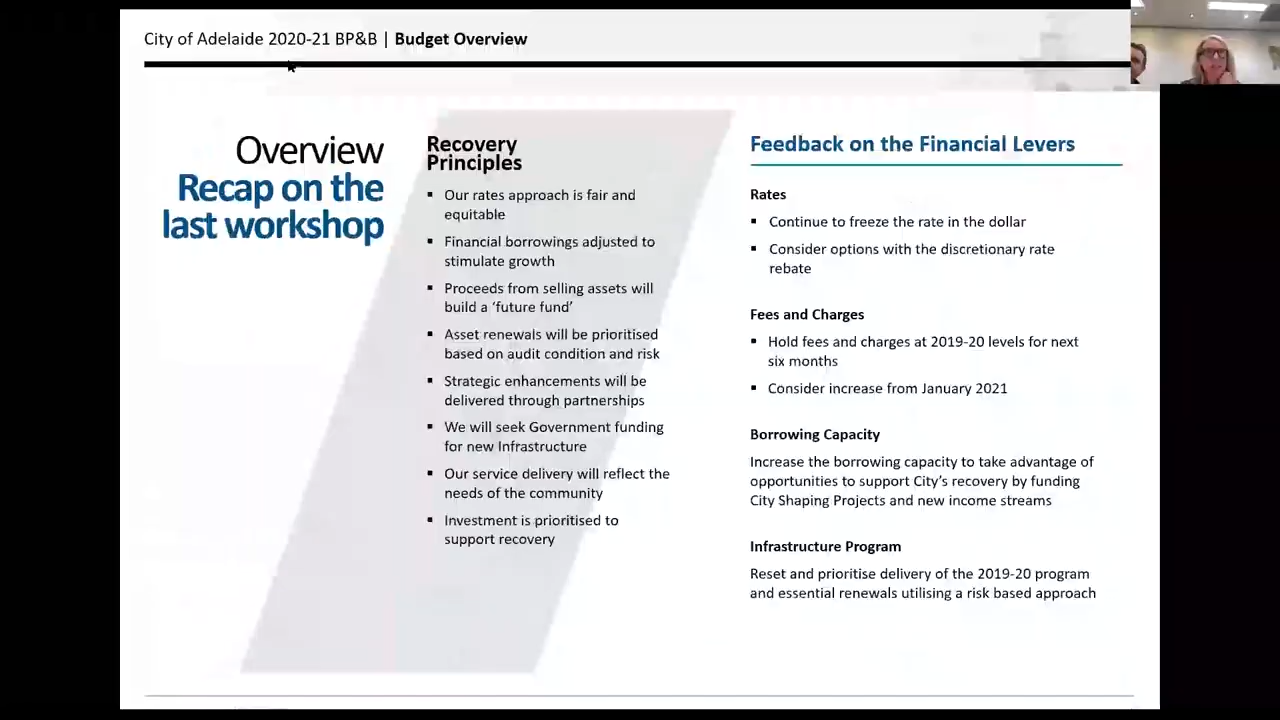 City of Adelaide 2020-21 BP&B | Budget Overview
Overview
Recap on the
last workshop
Recovery
Principles
▪ Our rates approach is fair and
equitable
▪ Financial borrowings adjusted to
stimulate growth
▪ Proceeds from selling assets will
build a ‘future fund’
▪ Asset renewals will be prioritised
based on audit condition and risk
▪ Strategic enhancements will be
delivered through partnerships
▪ We will seek Government funding
for new Infrastructure
▪ Our service delivery will reflect the
needs of the community
▪ Investment is prioritised to
support recovery
Feedback on the Financial Levers
Rates
▪ Continue to freeze the rate in the dollar
▪ Consider options with the discretionary rate
rebate
Fees and Charges
▪ Hold fees and charges at 2019-20 levels for next
six months
▪ Consider increase from January 2021
Borrowing Capacity
Increase the borrowing capacity to take advantage of
opportunities to support City’s recovery by funding
City Shaping Projects and new income streams
Infrastructure Program
Reset and prioritise delivery of the 2019-20 program
and essential renewals utilising a risk based approach